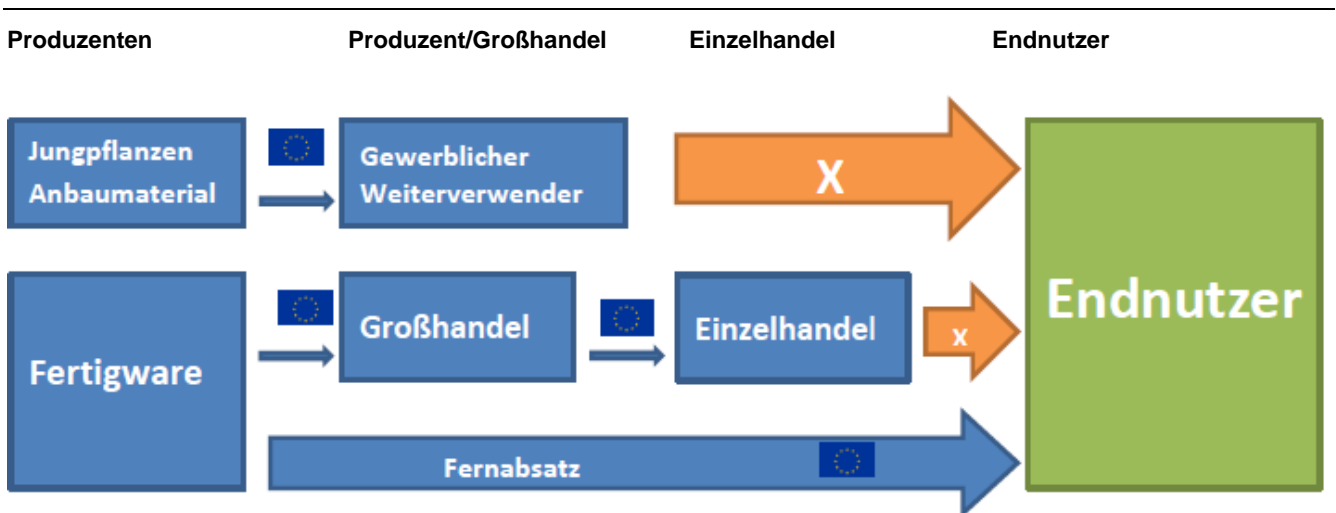 Produzenten
Produzent/Großhandel
Einzelhandel
Endnutzer
Jungpflanzen
Anbaumaterial
Gewerblicher
Weiterverwender
X
Fertigware
Großhandel
Einzelhandel
x
Endnutzer
Fernabsatz